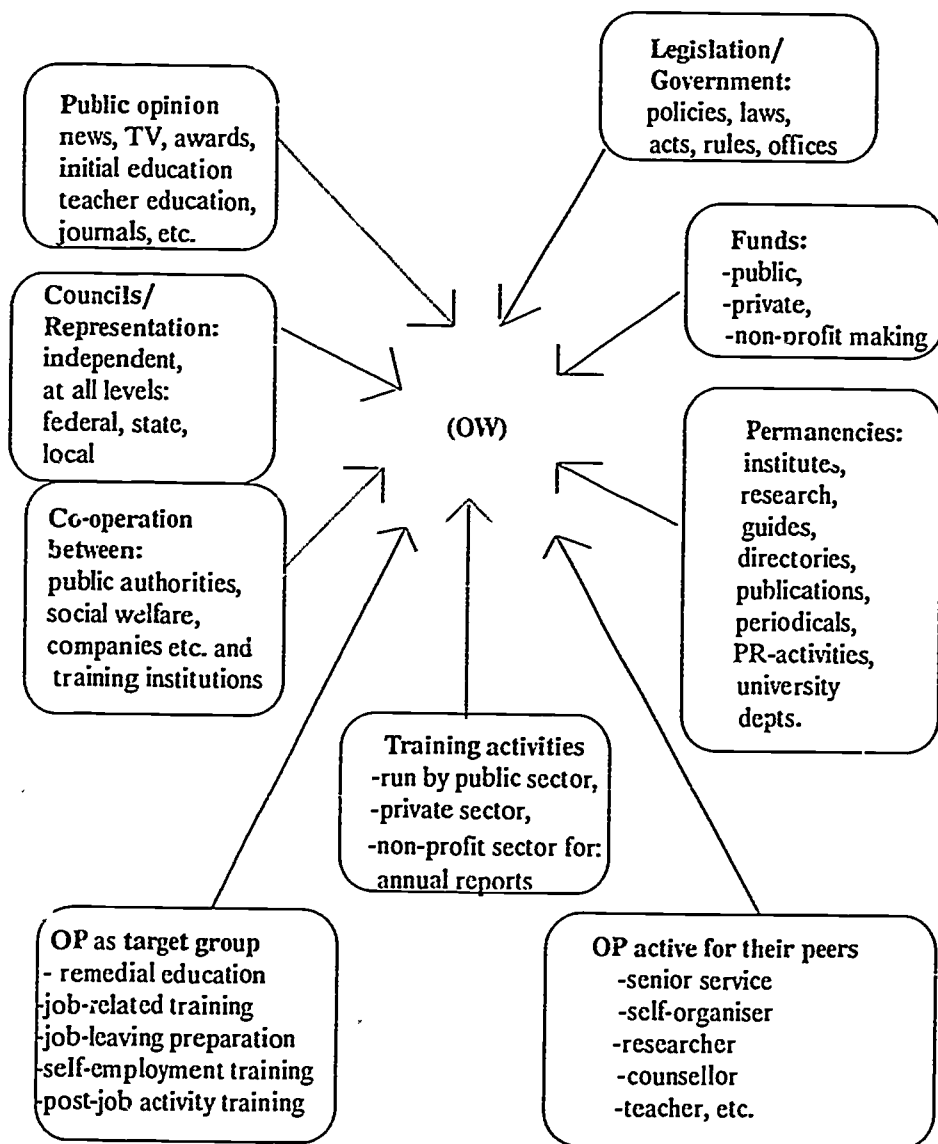 Public opinion
news, TV, awards,
initial education
teacher education,
journals, etc.
Legislation/
Government:
policies, laws,
acts, rules, offices
Funds:
-public,
-private,
-non-profit making
Councils/
Representation:
independent,
at all levels:
federal, state,
local
(OW)
Permanencies:
institutes,
research,
guides,
directories,
publications,
periodicals,
PR-activities,
university
depts.
Co-operation
between:
public authorities,
social welfare,
companies etc. and
training institutions
Training activities
-run by public sector,
-private sector,
-non-profit sector for:
annual reports
OP as target group
- remedial education
-job-related training
-job-leaving preparation
-self-employment training
-post-job activity training
OP active for their peers
-senior service
-self-organiser
-researcher
-counsellor
-teacher, etc.